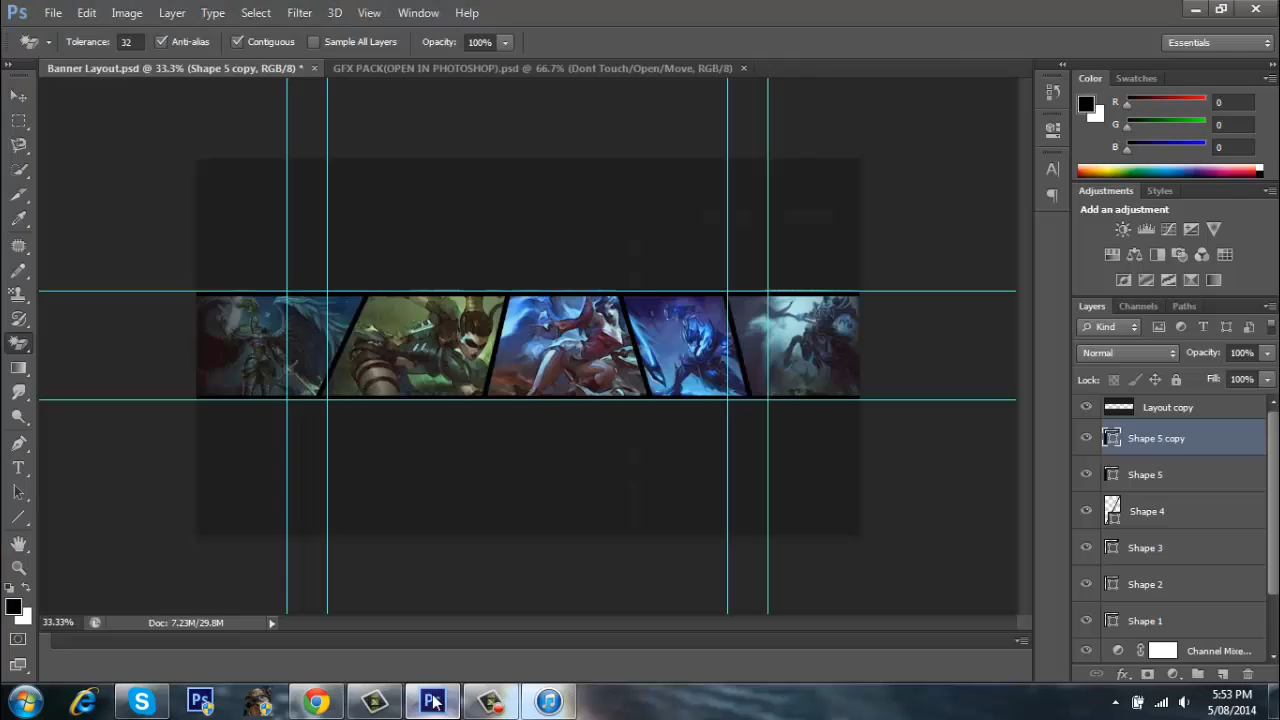 Ps File Edit Image Layer Type Select Filter 3D View Window Help
Tolerance: 32 Anti-alias Contiguous Sample All Layers Opacity: 100% Essentials
Banner Layout.psd @ 33.3% (Shape 5 copy, RGB/8) * × GFX PACK(OPEN IN PHOTOSHOP).psd @ 66.7% (Dont Touch/Open/Move, RGB/8) ×
Color Swatches
R 0
G 0
B 0
Adjustments Styles
Add an adjustment
Layers Channels Paths
Kind
Normal Opacity: 100%
Lock: Fill: 100%
Layout copy
Shape 5 copy
Shape 5
Shape 4
Shape 3
Shape 2
Shape 1
Channel Mixe...
33.33% Doc: 7.23M/29.8M
5:53 PM
5/08/2014